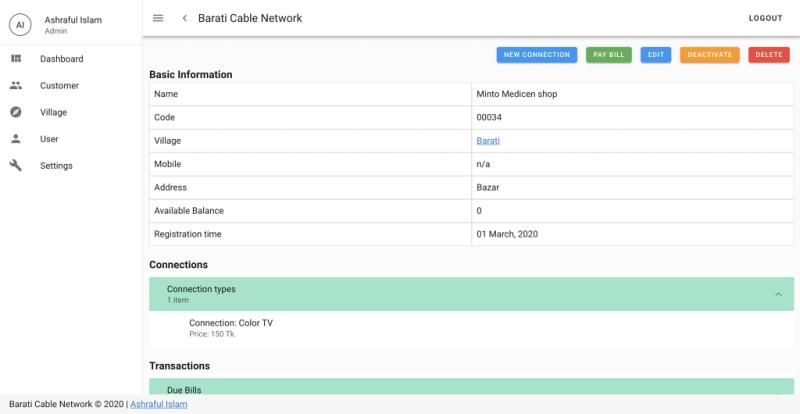 AI
Ashraful Islam
Admin
Barati Cable Network
LOGOUT
Dashboard
Customer
Village
User
Settings
NEW CONNECTION
PAY BILL
EDIT
DEACTIVATE
DELETE
Basic Information
Name Minto Medicen shop
Code 00034
Village Barati
Mobile n/a
Address Bazar
Available Balance 0
Registration time 01 March, 2020
Connections
Connection types
1 item
Connection: Color TV
Price: 150 Tk.
Transactions
Due Bills
Barati Cable Network © 2020 | Ashraful Islam